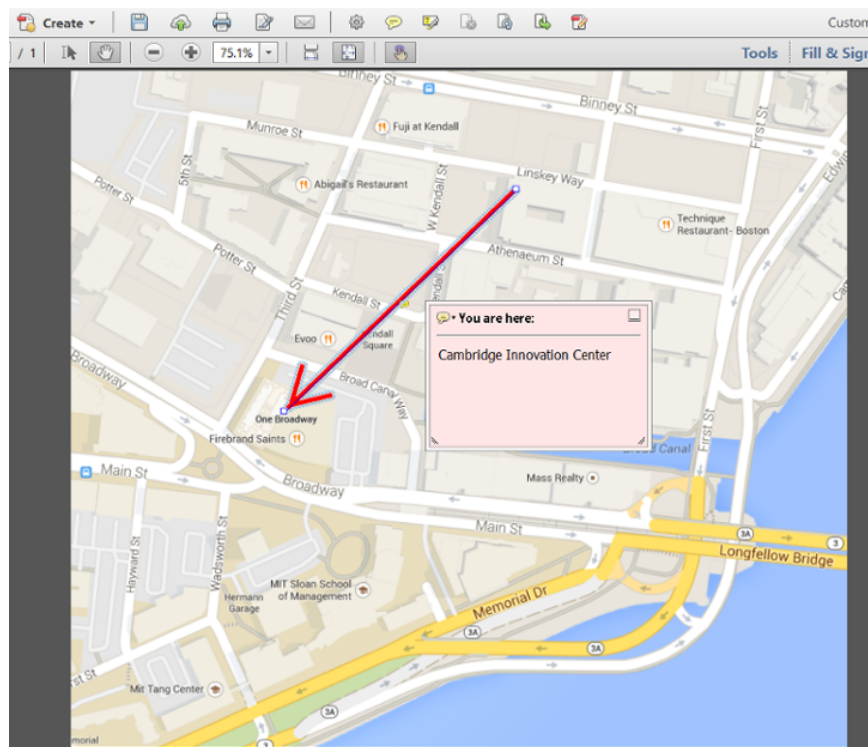 Create
Custom
/ 1
75.1%
Tools
Fill & Sign
Binney St
Binney St
Munroe St
Fuji at Kendall
First St
5th St
Linskey Way
Potter St
Abigail's Restaurant
W Kendall St
Technique
Restaurant- Boston
Athenaeum St
Potter St
Third St
Kendall St
You are here:
Cambridge Innovation Center
Evoo
Square
Broad Canal Way
Broadway
One Broadway
Firebrand Saints
First St
Canal
Main St
Mass Realty
Broadway
Main St
3A
3
Longfellow Bridge
Hayward St
Wadsworth St
MIT Sloan School
of Management
Hermann
Garage
Memorial Dr
3A
3A
Mit Tang Center
3A
3